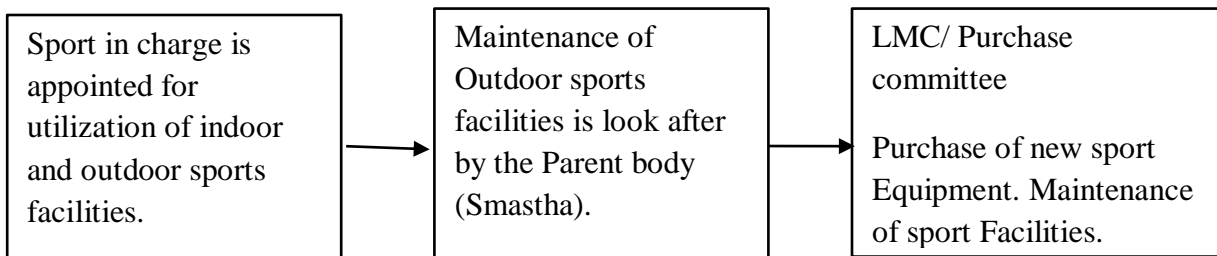 Sport in charge is
appointed for
utilization of indoor
and outdoor sports
facilities.
Maintenance of
Outdoor sports
facilities is look after
by the Parent body
(Smastha).
LMC/ Purchase
committee
Purchase of new sport
Equipment. Maintenance
of sport Facilities.